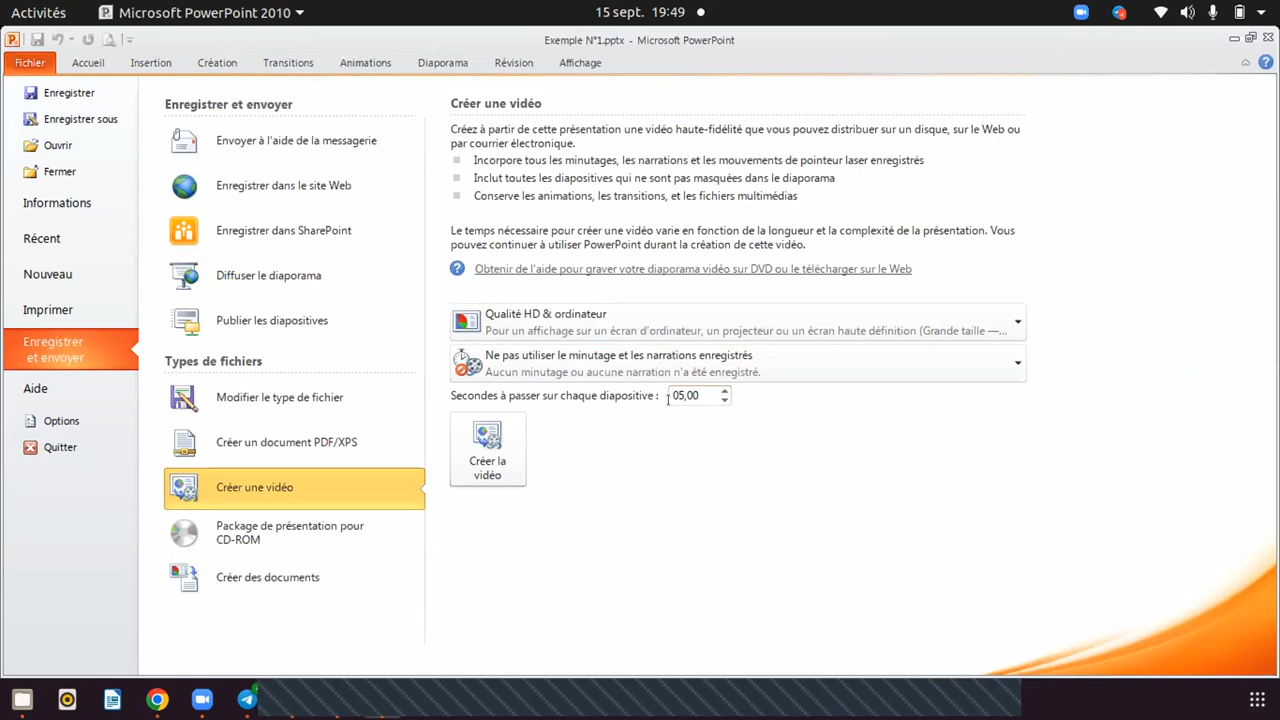 Activités
Microsoft PowerPoint 2010
15 sept. 19:49
Exemple N°1.pptx - Microsoft PowerPoint
Fichier
Accueil
Insertion
Création
Transitions
Animations
Diaporama
Révision
Affichage
Enregistrer
Enregistrer sous
Ouvrir
Fermer
Informations
Récent
Nouveau
Imprimer
Enregistrer
et envoyer
Aide
Options
Quitter
Enregistrer et envoyer
Envoyer à l'aide de la messagerie
Enregistrer dans le site Web
Enregistrer dans SharePoint
Diffuser le diaporama
Publier les diapositives
Types de fichiers
Modifier le type de fichier
Créer un document PDF/XPS
Créer une vidéo
Package de présentation pour
CD-ROM
Créer des documents
Créer une vidéo
Créez à partir de cette présentation une vidéo haute-fidélité que vous pouvez distribuer sur un disque, sur le Web ou
par courrier électronique.
Incorpore tous les minutages, les narrations et les mouvements de pointeur laser enregistrés
Inclut toutes les diapositives qui ne sont pas masquées dans le diaporama
Conserve les animations, les transitions, et les fichiers multimédias
Le temps nécessaire pour créer une vidéo varie en fonction de la longueur et la complexité de la présentation. Vous
pouvez continuer à utiliser PowerPoint durant la création de cette vidéo.
Obtenir de l'aide pour graver votre diaporama vidéo sur DVD ou le télécharger sur le Web
Qualité HD & ordinateur
Pour un affichage sur un écran d'ordinateur, un projecteur ou un écran haute définition (Grande taille —...
Ne pas utiliser le minutage et les narrations enregistrés
Aucun minutage ou aucune narration n'a été enregistré.
Secondes à passer sur chaque diapositive : 05,00
Créer la
vidéo